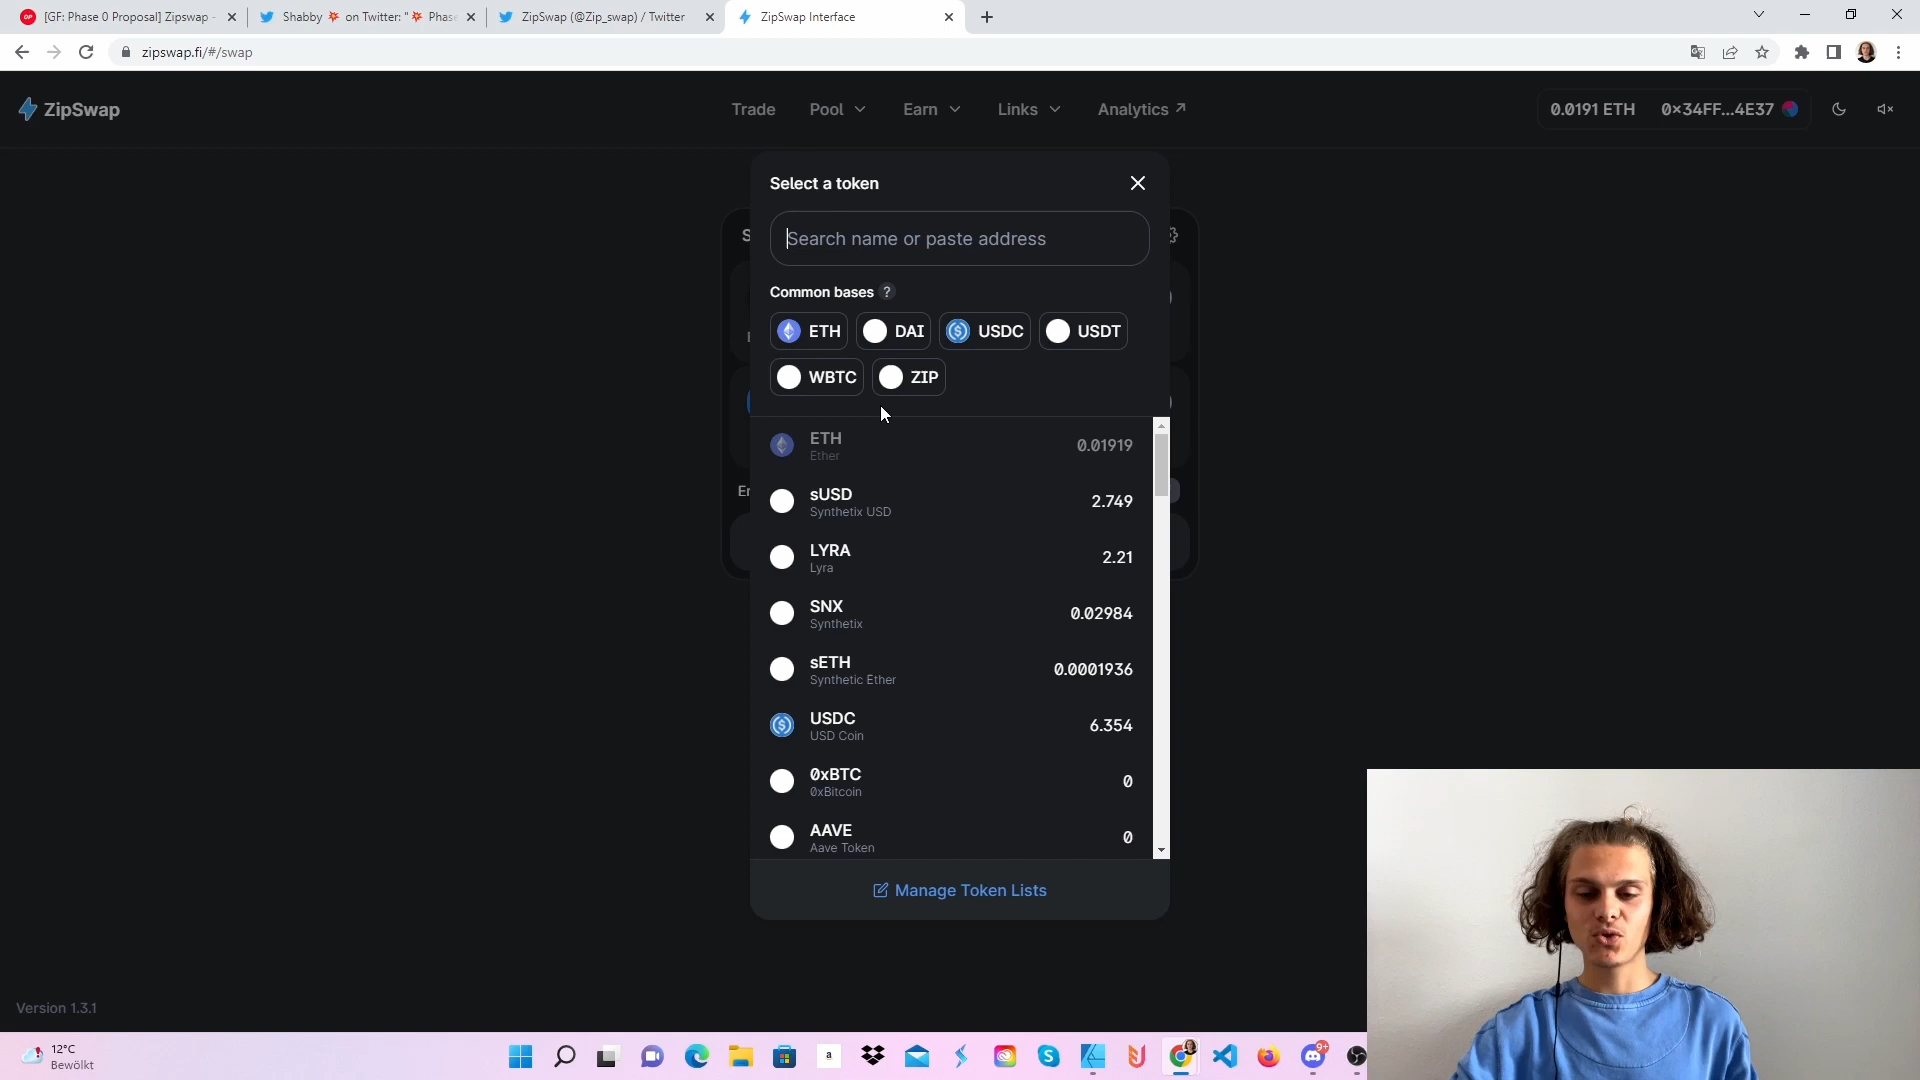 [GF: Phase 0 Proposal] Zipswap -
Shabby on Twitter: " Phase
ZipSwap (@Zip_swap) / Twitter
ZipSwap Interface
zipswap.fi/#/swap
ZipSwap
Trade
Pool
Earn
Links
Analytics ↗
0.0191 ETH
0×34FF...4E37
Select a token
Search name or paste address
Common bases ?
ETH
DAI
USDC
USDT
WBTC
ZIP
ETH
Ether
0.01919
sUSD
Synthetix USD
2.749
LYRA
Lyra
2.21
SNX
Synthetix
0.02984
sETH
Synthetic Ether
0.0001936
USDC
USD Coin
6.354
0xBTC
0xBitcoin
0
AAVE
Aave Token
0
Manage Token Lists
Version 1.3.1
12°C
Bewölkt
9+